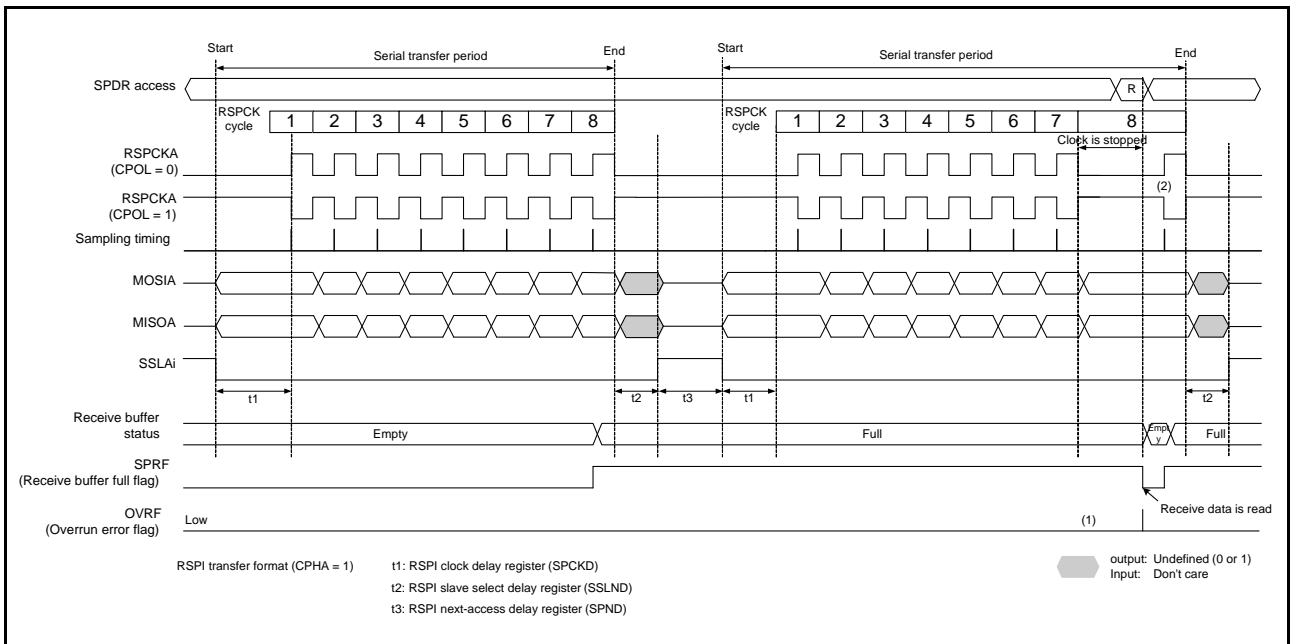 Start Serial transfer period End Start Serial transfer period End
SPDR access R
RSPCK
cycle
1 2 3 4 5 6 7 8
RSPCK
cycle
1 2 3 4 5 6 7 8
Clock is stopped
RSPCKA
(CPOL = 0)
(2)
RSPCKA
(CPOL = 1)
Sampling timing
MOSIA
MISOA
SSLAi
t1 t2 t3 t1 t2
Receive buffer
status
Empty Full Empt
y Full
SPRF
(Receive buffer full flag)
Receive data is read
OVRF
(Overrun error flag)
Low (1)
RSPI transfer format (CPHA = 1)
t1: RSPI clock delay register (SPCKD)
t2: RSPI slave select delay register (SSLND)
t3: RSPI next-access delay register (SPND)
output: Undefined (0 or 1)
Input: Don't care